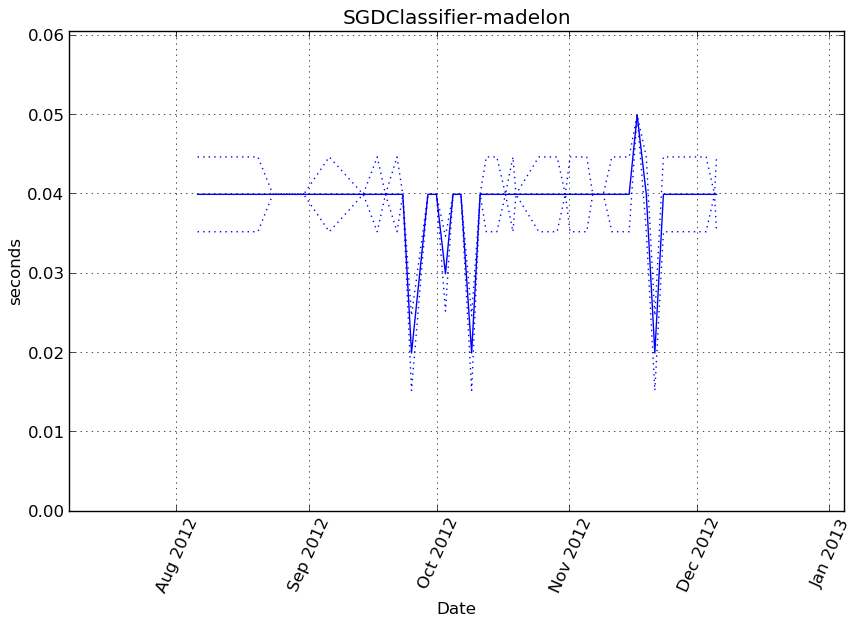 SGDClassifier-madelon
0.06
0.05
0.04
0.03
0.02
0.01
0.00
seconds
Aug 2012
Sep 2012
Oct 2012
Nov 2012
Dec 2012
Jan 2013
Date